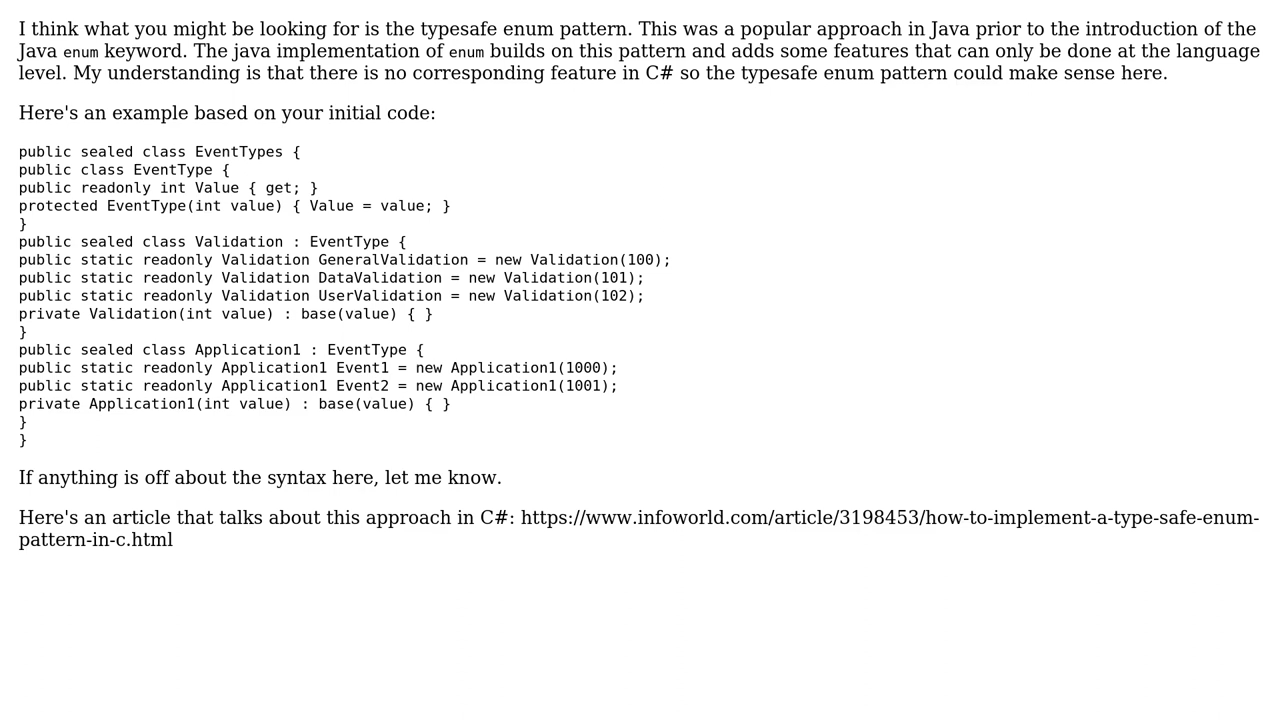 I think what you might be looking for is the typesafe enum pattern. This was a popular approach in Java prior to the introduction of the
Java enum keyword. The java implementation of enum builds on this pattern and adds some features that can only be done at the language
level. My understanding is that there is no corresponding feature in C# so the typesafe enum pattern could make sense here.
Here's an example based on your initial code:
public sealed class EventTypes {
public class EventType {
public readonly int Value { get; }
protected EventType(int value) { Value = value; }
}
public sealed class Validation : EventType {
public static readonly Validation GeneralValidation = new Validation(100);
public static readonly Validation DataValidation = new Validation(101);
public static readonly Validation UserValidation = new Validation(102);
private Validation(int value) : base(value) { }
}
public sealed class Application1 : EventType {
public static readonly Application1 Event1 = new Application1(1000);
public static readonly Application1 Event2 = new Application1(1001);
private Application1(int value) : base(value) { }
}
}
If anything is off about the syntax here, let me know.
Here's an article that talks about this approach in C#: https://www.infoworld.com/article/3198453/how-to-implement-a-type-safe-enum-
pattern-in-c.html